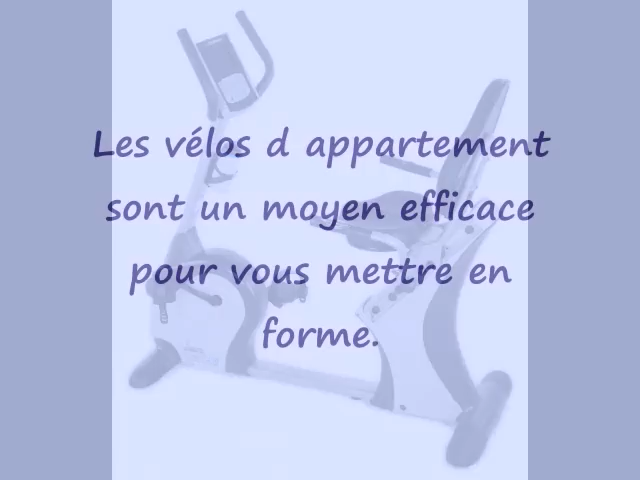 Les vélos d appartement
sont un moyen efficace
pour vous mettre en
forme.